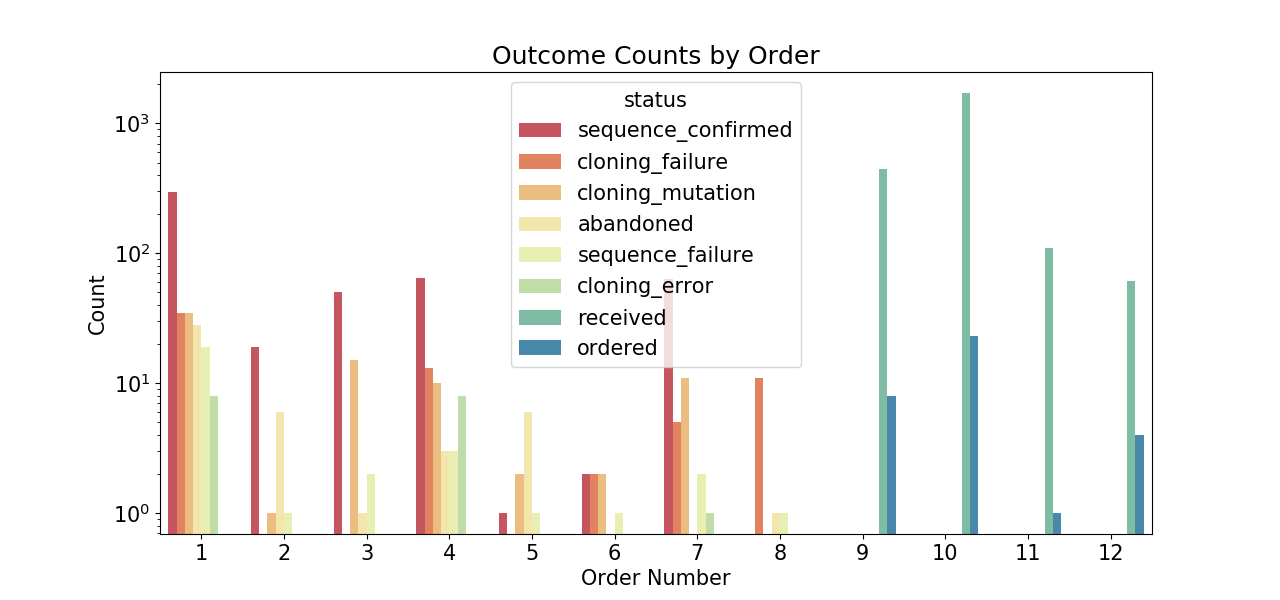 Outcome Counts by Order
status
sequence_confirmed
cloning_failure
cloning_mutation
abandoned
sequence_failure
cloning_error
received
ordered
Count
10³
10²
10¹
10⁰
1 2 3 4 5 6 7 8 9 10 11 12
Order Number